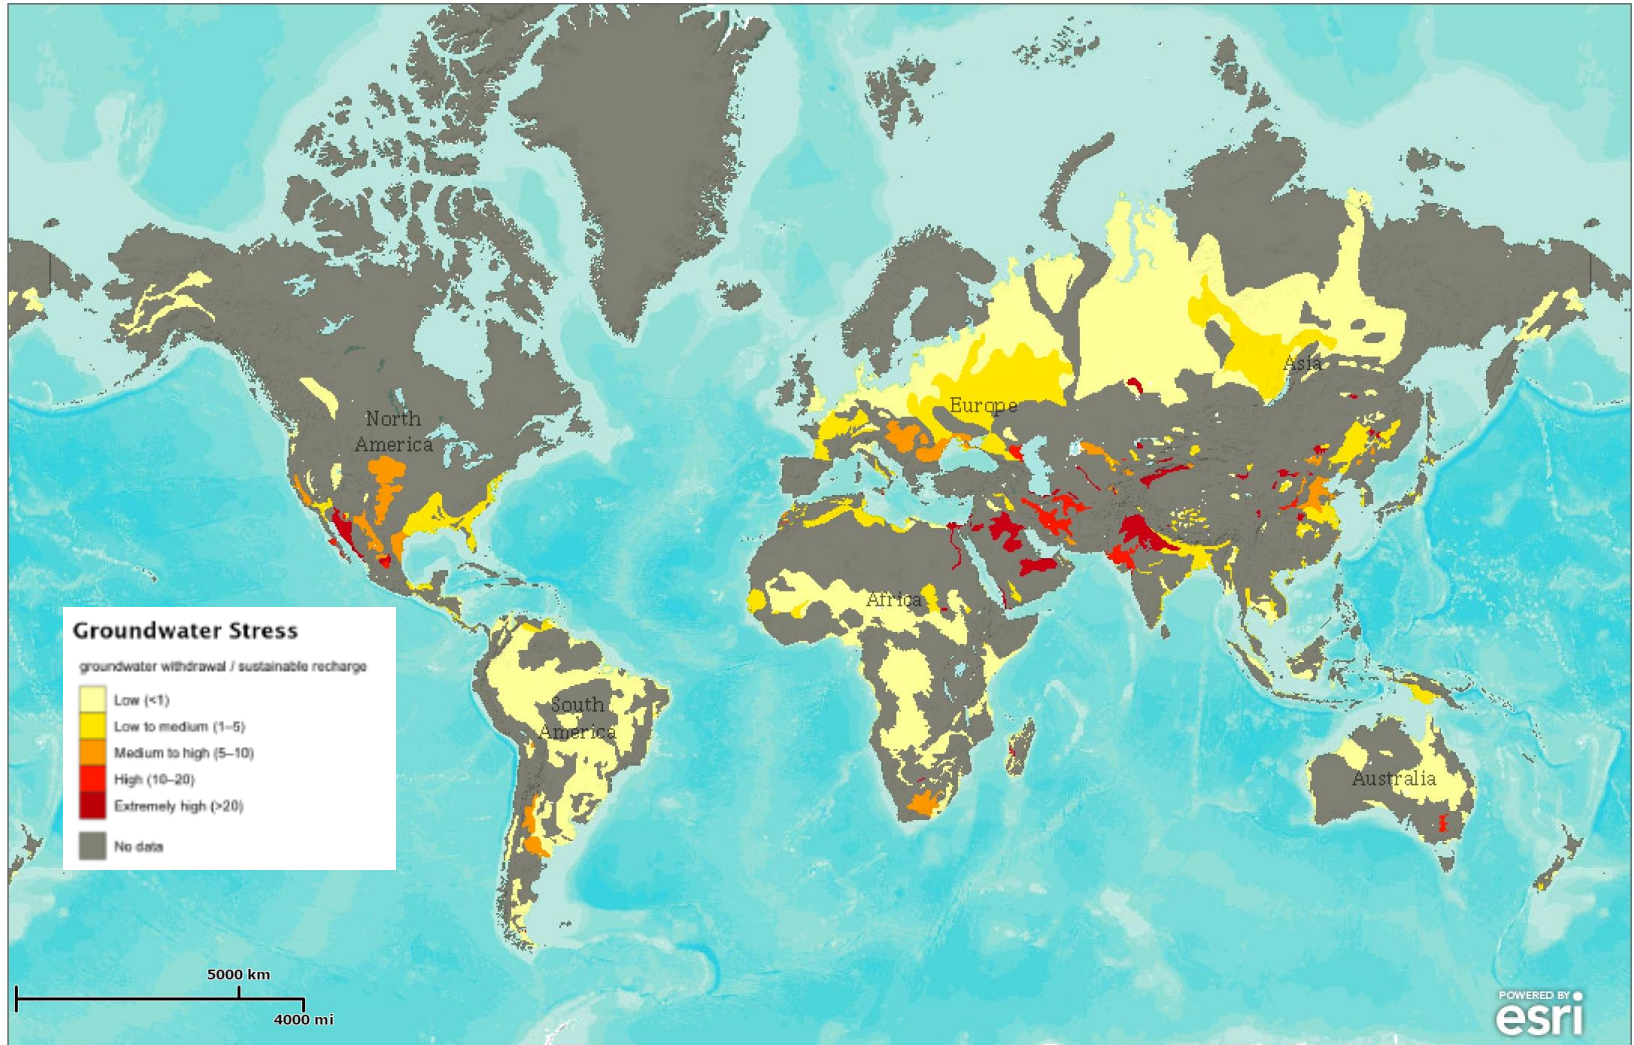 North
America
Europe
Asia
Africa
South
America
Australia
Groundwater Stress
groundwater withdrawal / sustainable recharge
Low (<1)
Low to medium (1–5)
Medium to high (5–10)
High (10–20)
Extremely high (>20)
No data
5000 km
4000 mi
POWERED BY
esri